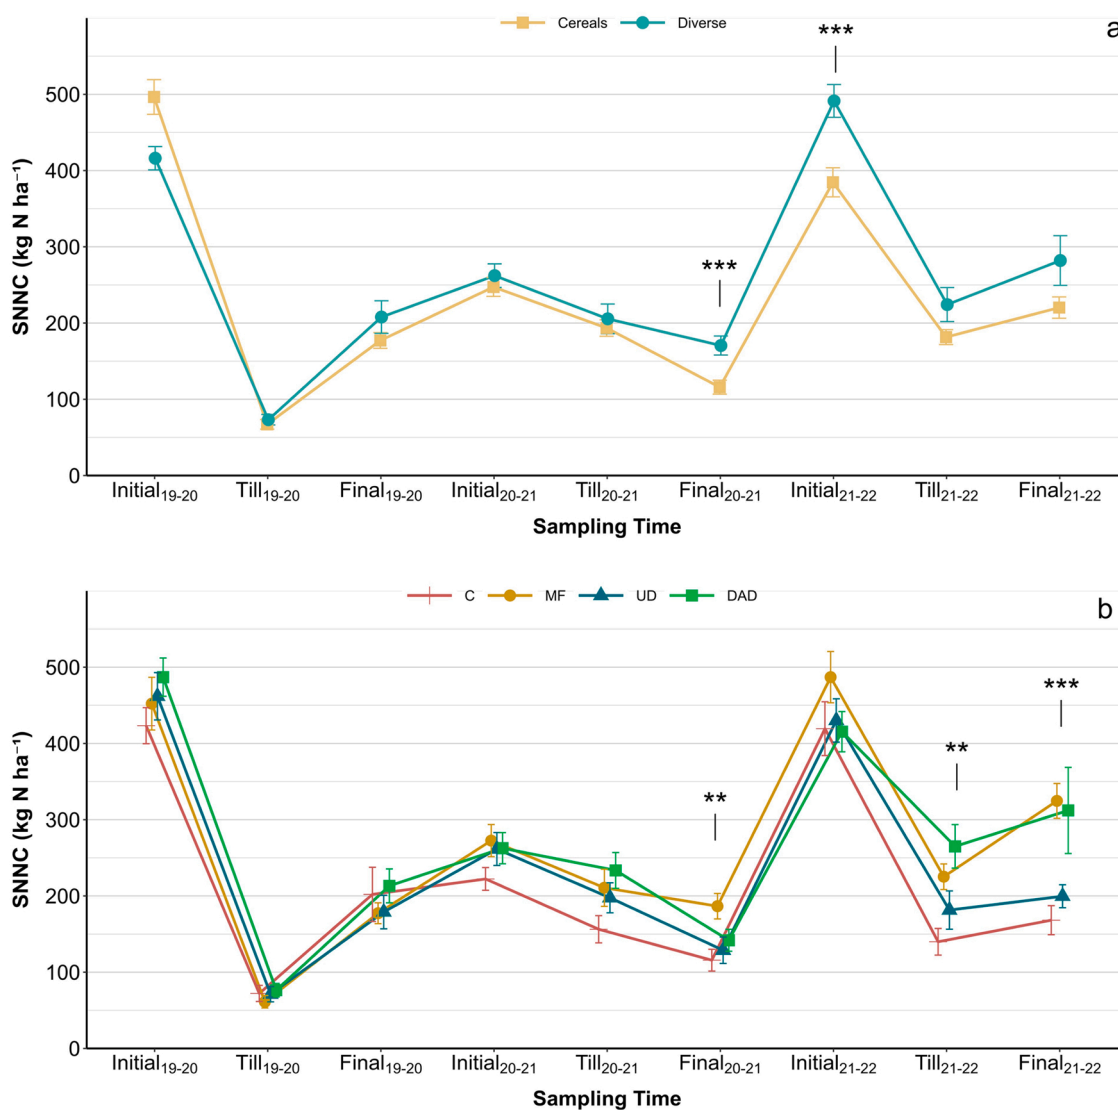 Cereals Diverse
a
***
***
500
400
300
200
100
0
SNNC (kg N ha⁻¹)
Initial19-20 Till19-20 Final19-20 Initial20-21 Till20-21 Final20-21 Initial21-22 Till21-22 Final21-22
Sampling Time
C MF UD DAD
b
***
**
**
500
400
300
200
100
0
SNNC (kg N ha⁻¹)
Initial19-20 Till19-20 Final19-20 Initial20-21 Till20-21 Final20-21 Initial21-22 Till21-22 Final21-22
Sampling Time